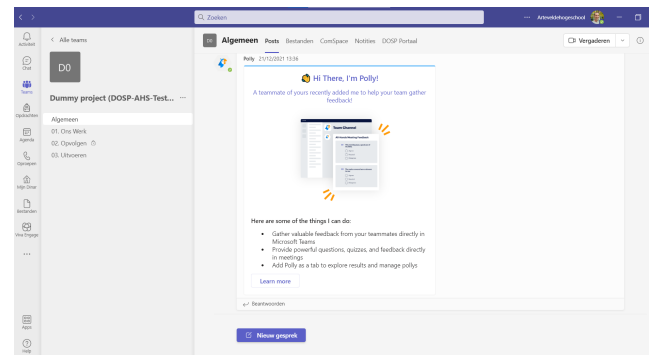 Zoeken
Arteveldehogeschool
Activiteit
Chat
Teams
Opdrachten
Agenda
Oproepen
Mijn Dinar
Bestanden
Viva Engage
Apps
Help
Alle teams
D0
Dummy project (DOSP-AHS-Test...
Algemeen
01. Ons Werk
02. Opvolgen
03. Uitvoeren
D0 Algemeen Posts Bestanden ComSpace Notities DOSP Portaal
Vergaderen
Polly 21/12/2021 13:36
Hi There, I'm Polly!
A teammate of yours recently added me to help your team gather
feedback!
Team Channel
Here are some of the things I can do:
• Gather valuable feedback from your teammates directly in
Microsoft Teams
• Provide powerful questions, quizzes, and feedback directly
in meetings
• Add Polly as a tab to explore results and manage pollys
Learn more
Beantwoorden
Nieuw gesprek